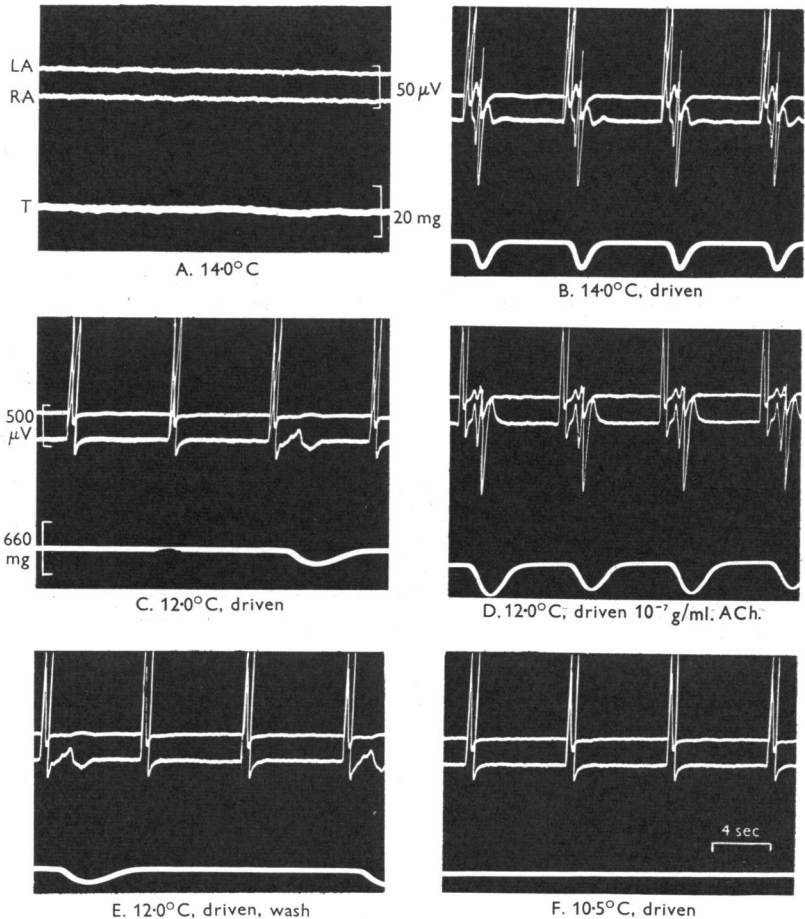 LA
RA
T
50 μV
20 mg
A. 14·0°C
B. 14·0°C, driven
500
μV
660
mg
C. 12·0°C, driven
D. 12·0°C, driven 10⁻⁷ g/ml. ACh.
E. 12·0°C, driven, wash
4 sec
F. 10·5°C, driven